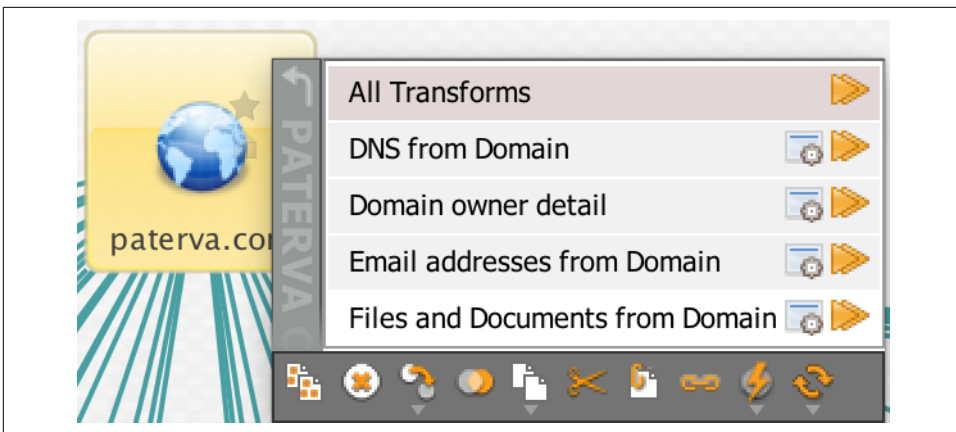 paterva.co
PATERVA
All Transforms
DNS from Domain
Domain owner detail
Email addresses from Domain
Files and Documents from Domain